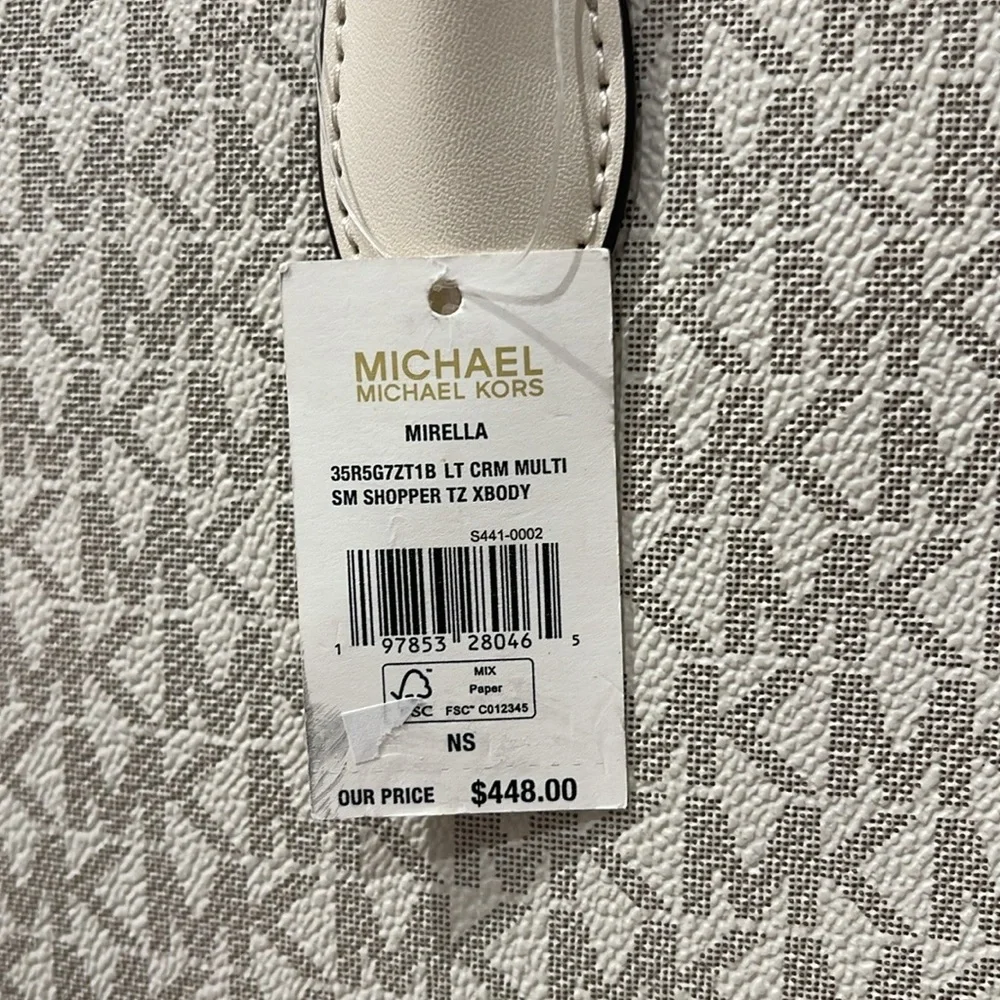 MICHAEL
MICHAEL KORS
MIRELLA
35R5G7ZT1B LT CRM MULTI
SM SHOPPER TZ XBODY
S441-0002
1 97853 28046 5
MIX
Paper
FSC™ C012345
NS
OUR PRICE $448.00